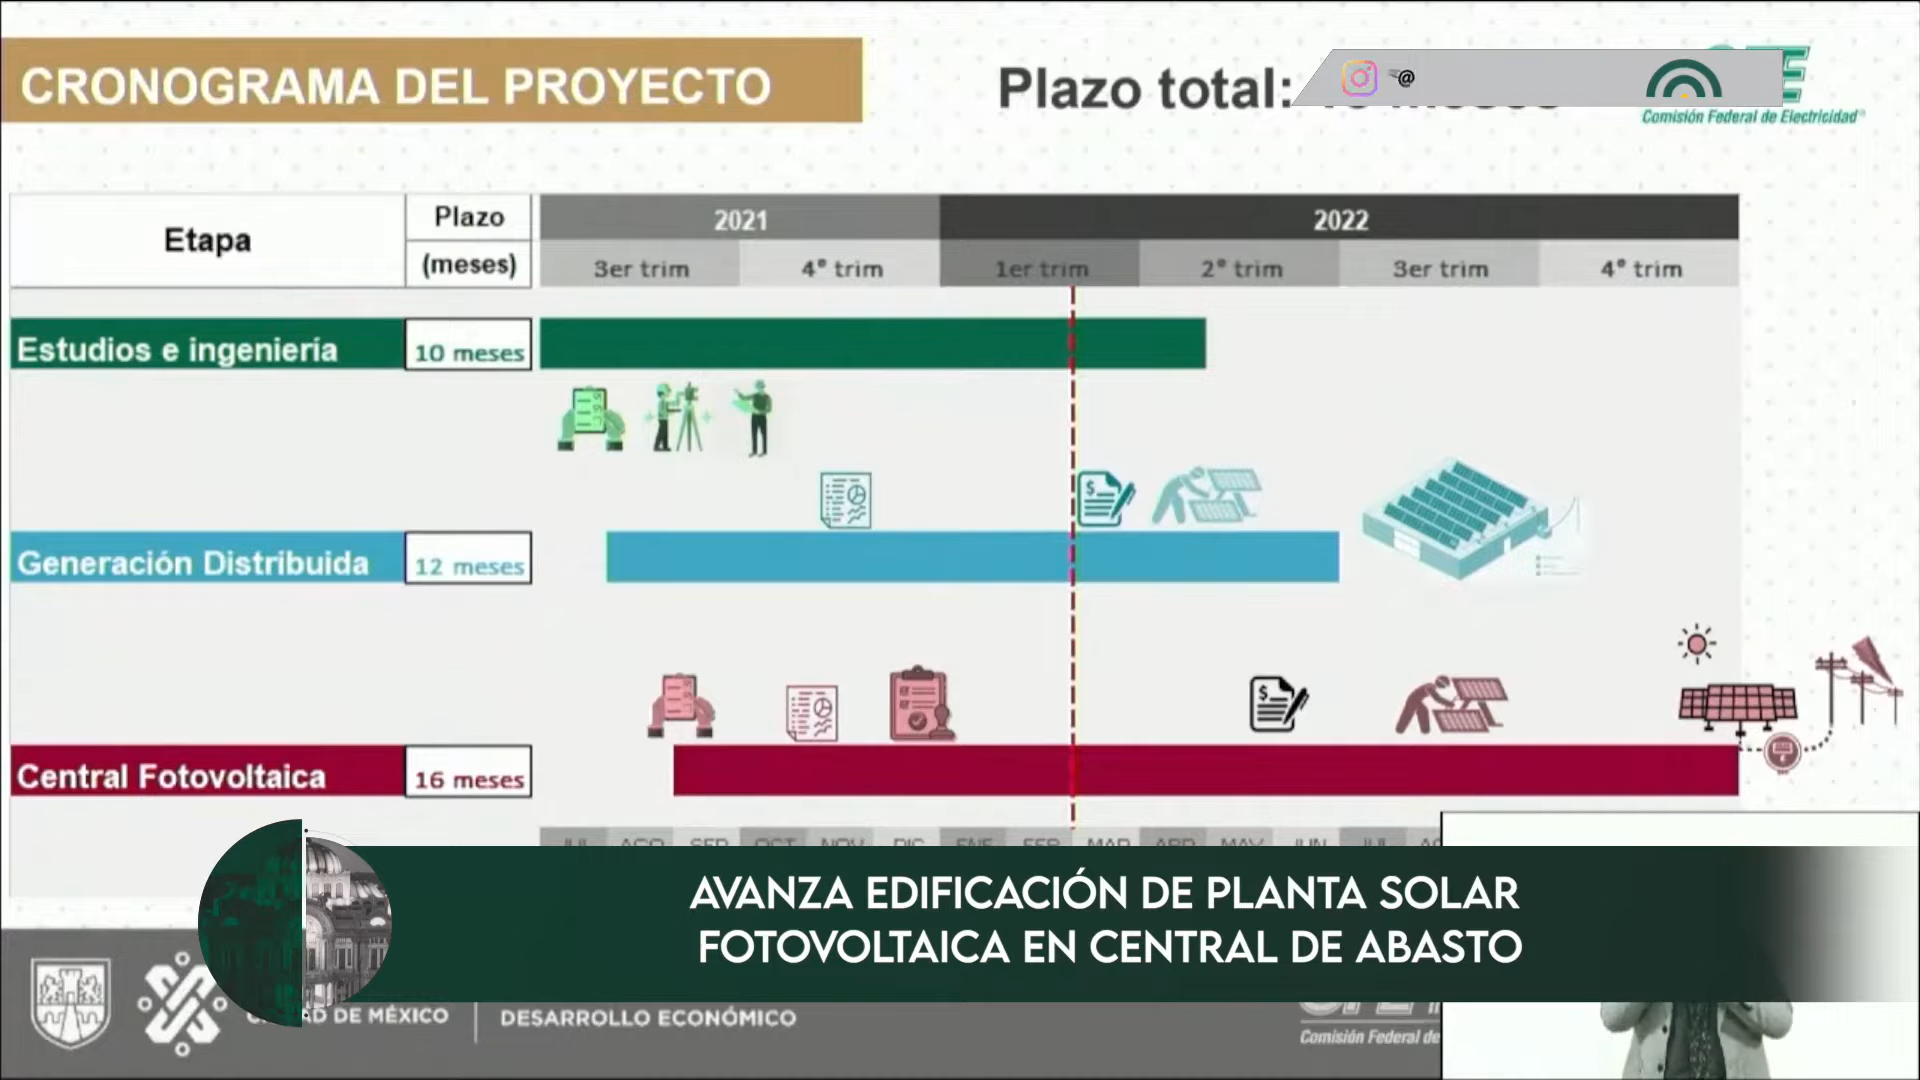 CRONOGRAMA DEL PROYECTO
Plazo total:
@
Comisión Federal de Electricidad
Etapa
Plazo
(meses)
2021
2022
3er trim
4° trim
1er trim
2° trim
3er trim
4° trim
Estudios e ingeniería
10 meses
Generación Distribuida
12 meses
Central Fotovoltaica
16 meses
AVANZA EDIFICACIÓN DE PLANTA SOLAR
FOTOVOLTAICA EN CENTRAL DE ABASTO
DE MÉXICO
DESARROLLO ECONÓMICO
Comisión Federal de